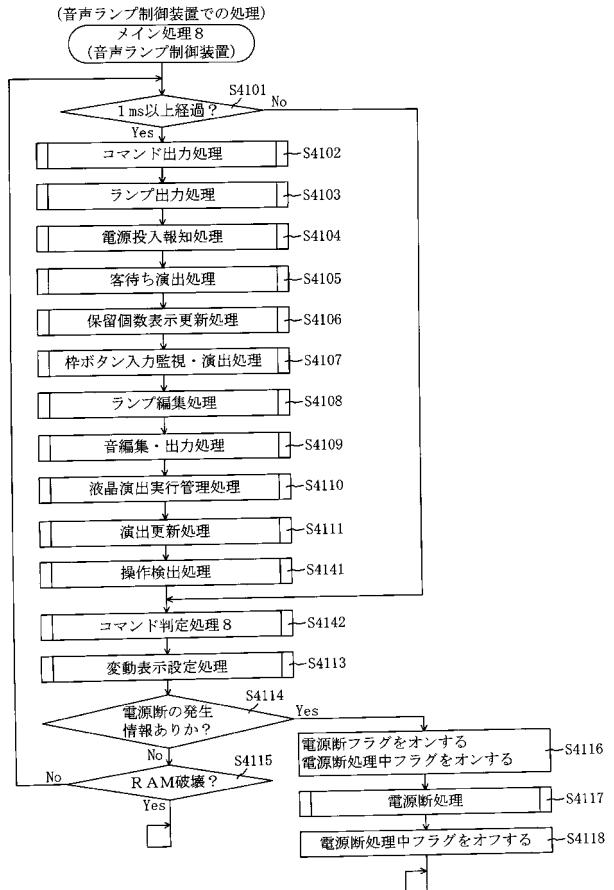 (音声ランプ制御装置での処理)
メイン処理8
(音声ランプ制御装置)
S4101
1ms以上経過?
No
Yes
コマンド出力処理
S4102
ランプ出力処理
S4103
電源投入報知処理
S4104
客待ち演出処理
S4105
保留個数表示更新処理
S4106
枠ボタン入力監視・演出処理
S4107
ランプ編集処理
S4108
音編集・出力処理
S4109
液晶演出実行管理処理
S4110
演出更新処理
S4111
操作検出処理
S4141
コマンド判定処理8
S4142
変動表示設定処理
S4113
S4114
電源断の発生
情報ありか?
Yes
No
S4115
RAM破壊?
No
Yes
電源断フラグをオンする
電源断処理中フラグをオンする
S4116
電源断処理
S4117
電源断処理中フラグをオフする
S4118